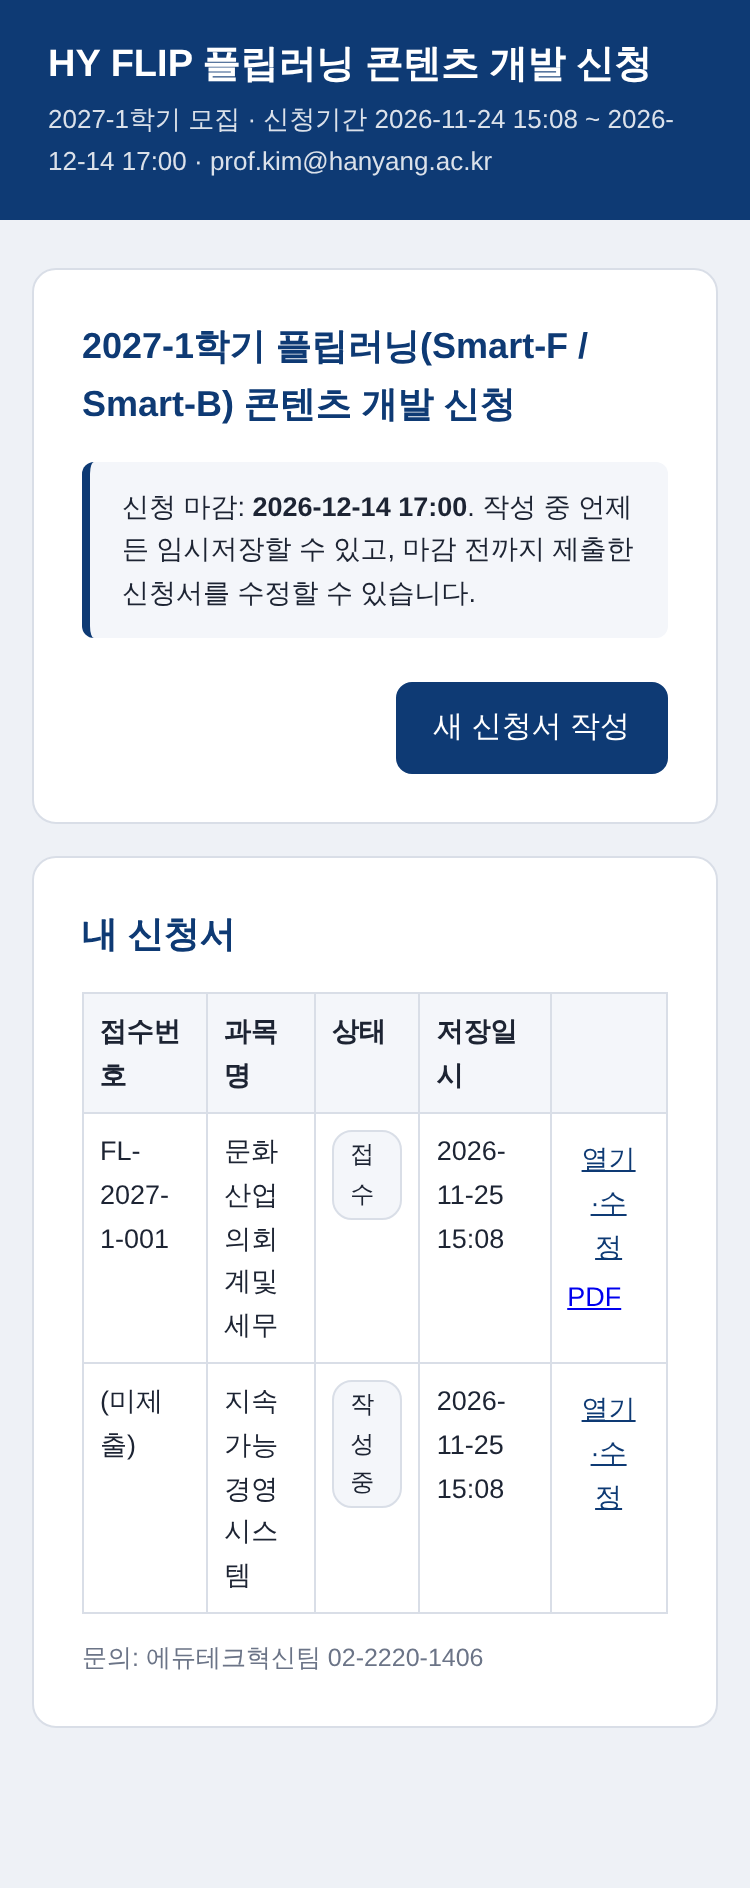 HY FLIP 플립러닝 콘텐츠 개발 신청
2027-1학기 모집 · 신청기간 2026-11-24 15:08 ~ 2026-
12-14 17:00 · prof.kim@hanyang.ac.kr
2027-1학기 플립러닝(Smart-F /
Smart-B) 콘텐츠 개발 신청
신청 마감: 2026-12-14 17:00. 작성 중 언제
든 임시저장할 수 있고, 마감 전까지 제출한
신청서를 수정할 수 있습니다.
새 신청서 작성
내 신청서
접수번
호
과목
명
상태
저장일
시
FL-
2027-
1-001
문화
산업
의회
계및
세무
접
수
2026-
11-25
15:08
열기
·수
정
PDF
(미제
출)
지속
가능
경영
시스
템
작
성
중
2026-
11-25
15:08
열기
·수
정
문의: 에듀테크혁신팀 02-2220-1406